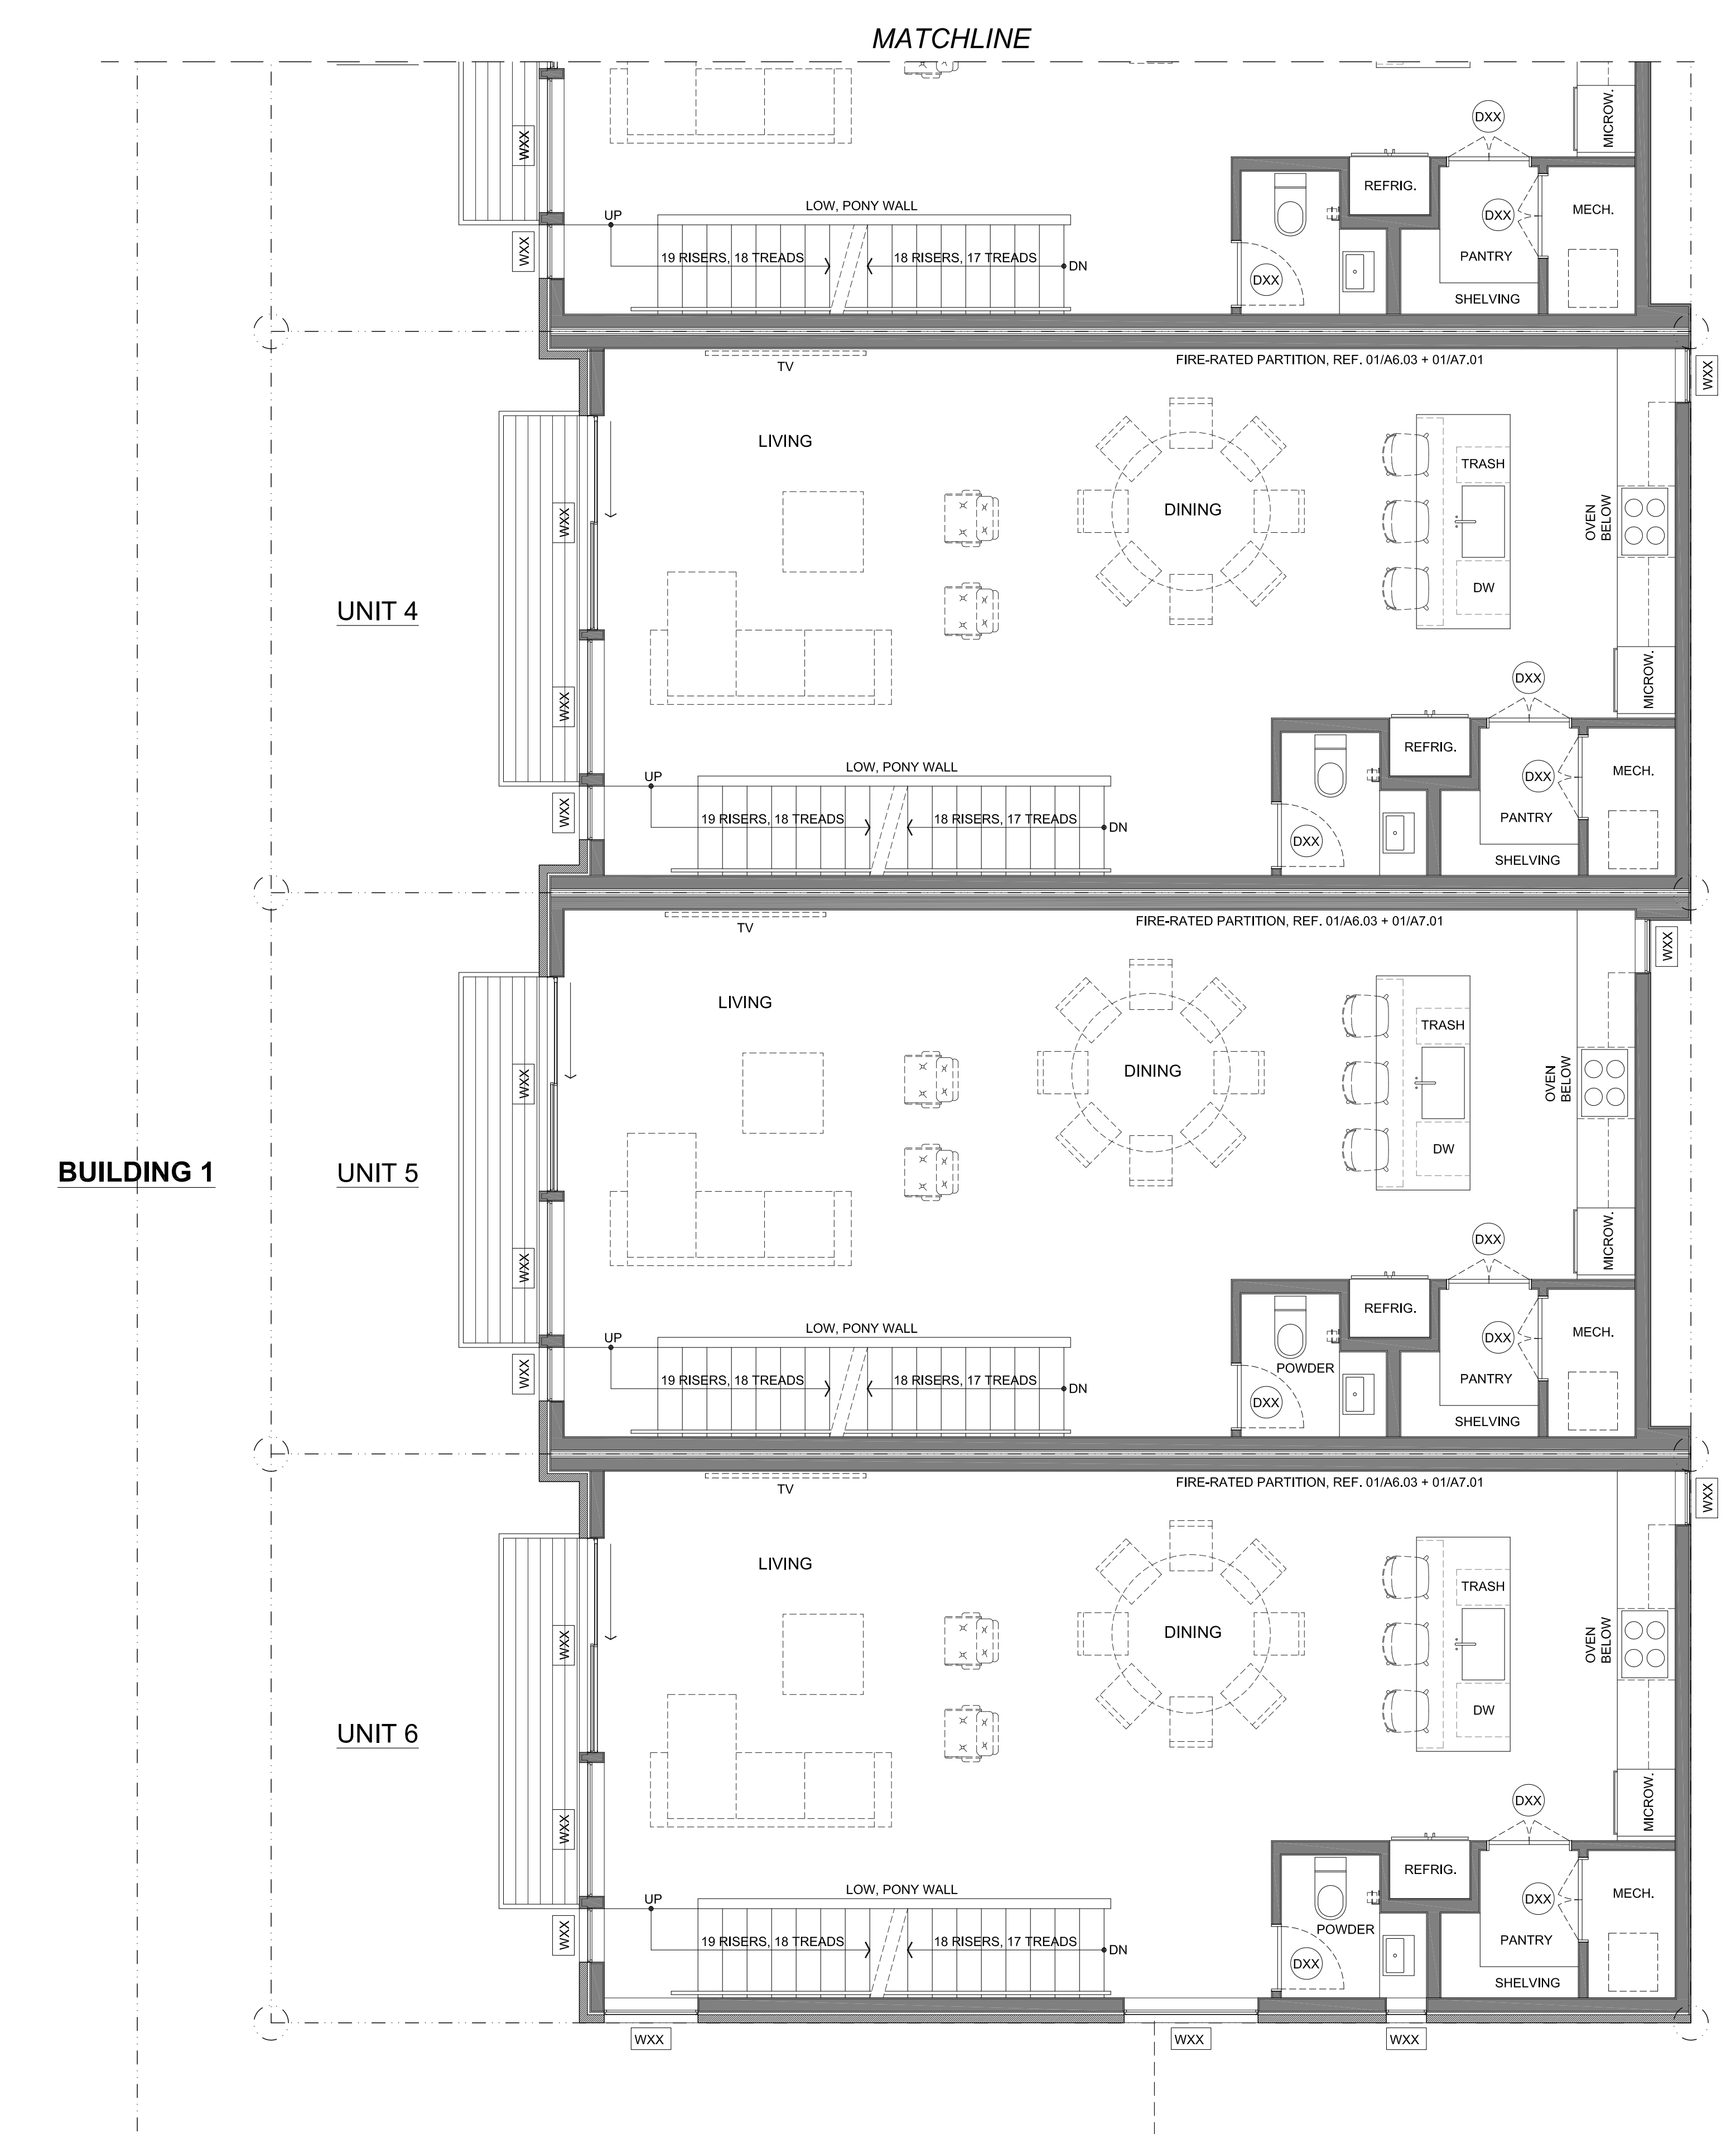 MATCHLINE
WXX
MICROW.
DXX
REFRIG.
DXX
MECH.
UP
LOW, PONY WALL
WXX
19 RISERS, 18 TREADS
18 RISERS, 17 TREADS
DN
DXX
PANTRY
SHELVING
TV
FIRE-RATED PARTITION, REF. 01/A6.03 + 01/A7.01
WXX
LIVING
TRASH
DINING
WXX
OVEN
BELOW
DW
UNIT 4
WXX
MICROW.
DXX
REFRIG.
DXX
MECH.
UP
LOW, PONY WALL
WXX
19 RISERS, 18 TREADS
18 RISERS, 17 TREADS
DN
DXX
PANTRY
SHELVING
TV
FIRE-RATED PARTITION, REF. 01/A6.03 + 01/A7.01
WXX
LIVING
TRASH
DINING
WXX
OVEN
BELOW
DW
BUILDING 1
UNIT 5
WXX
MICROW.
DXX
REFRIG.
DXX
MECH.
UP
LOW, PONY WALL
POWDER
WXX
19 RISERS, 18 TREADS
18 RISERS, 17 TREADS
DN
DXX
PANTRY
SHELVING
TV
FIRE-RATED PARTITION, REF. 01/A6.03 + 01/A7.01
WXX
LIVING
TRASH
DINING
WXX
OVEN
BELOW
DW
UNIT 6
WXX
MICROW.
DXX
REFRIG.
DXX
MECH.
UP
LOW, PONY WALL
POWDER
WXX
19 RISERS, 18 TREADS
18 RISERS, 17 TREADS
DN
DXX
PANTRY
SHELVING
WXX
WXX
WXX